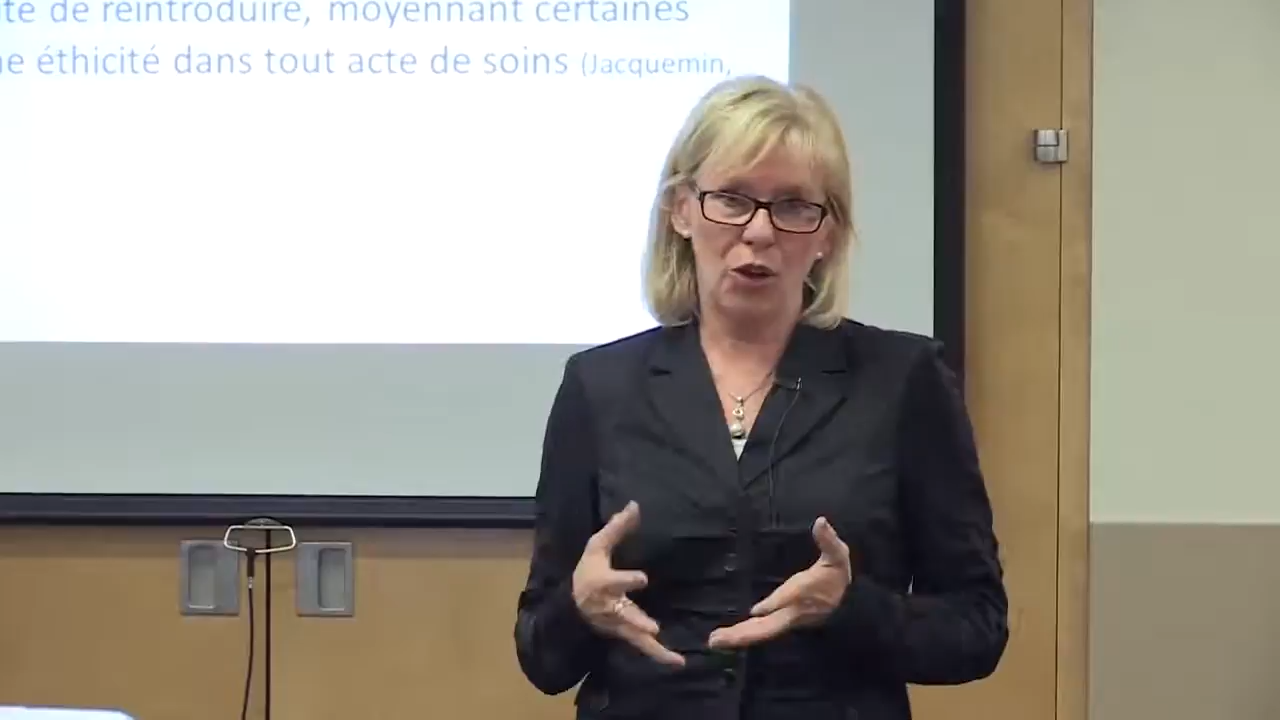 te de réintroduire, moyennant certaines
ne éthicité dans tout acte de soins (Jacquemin,